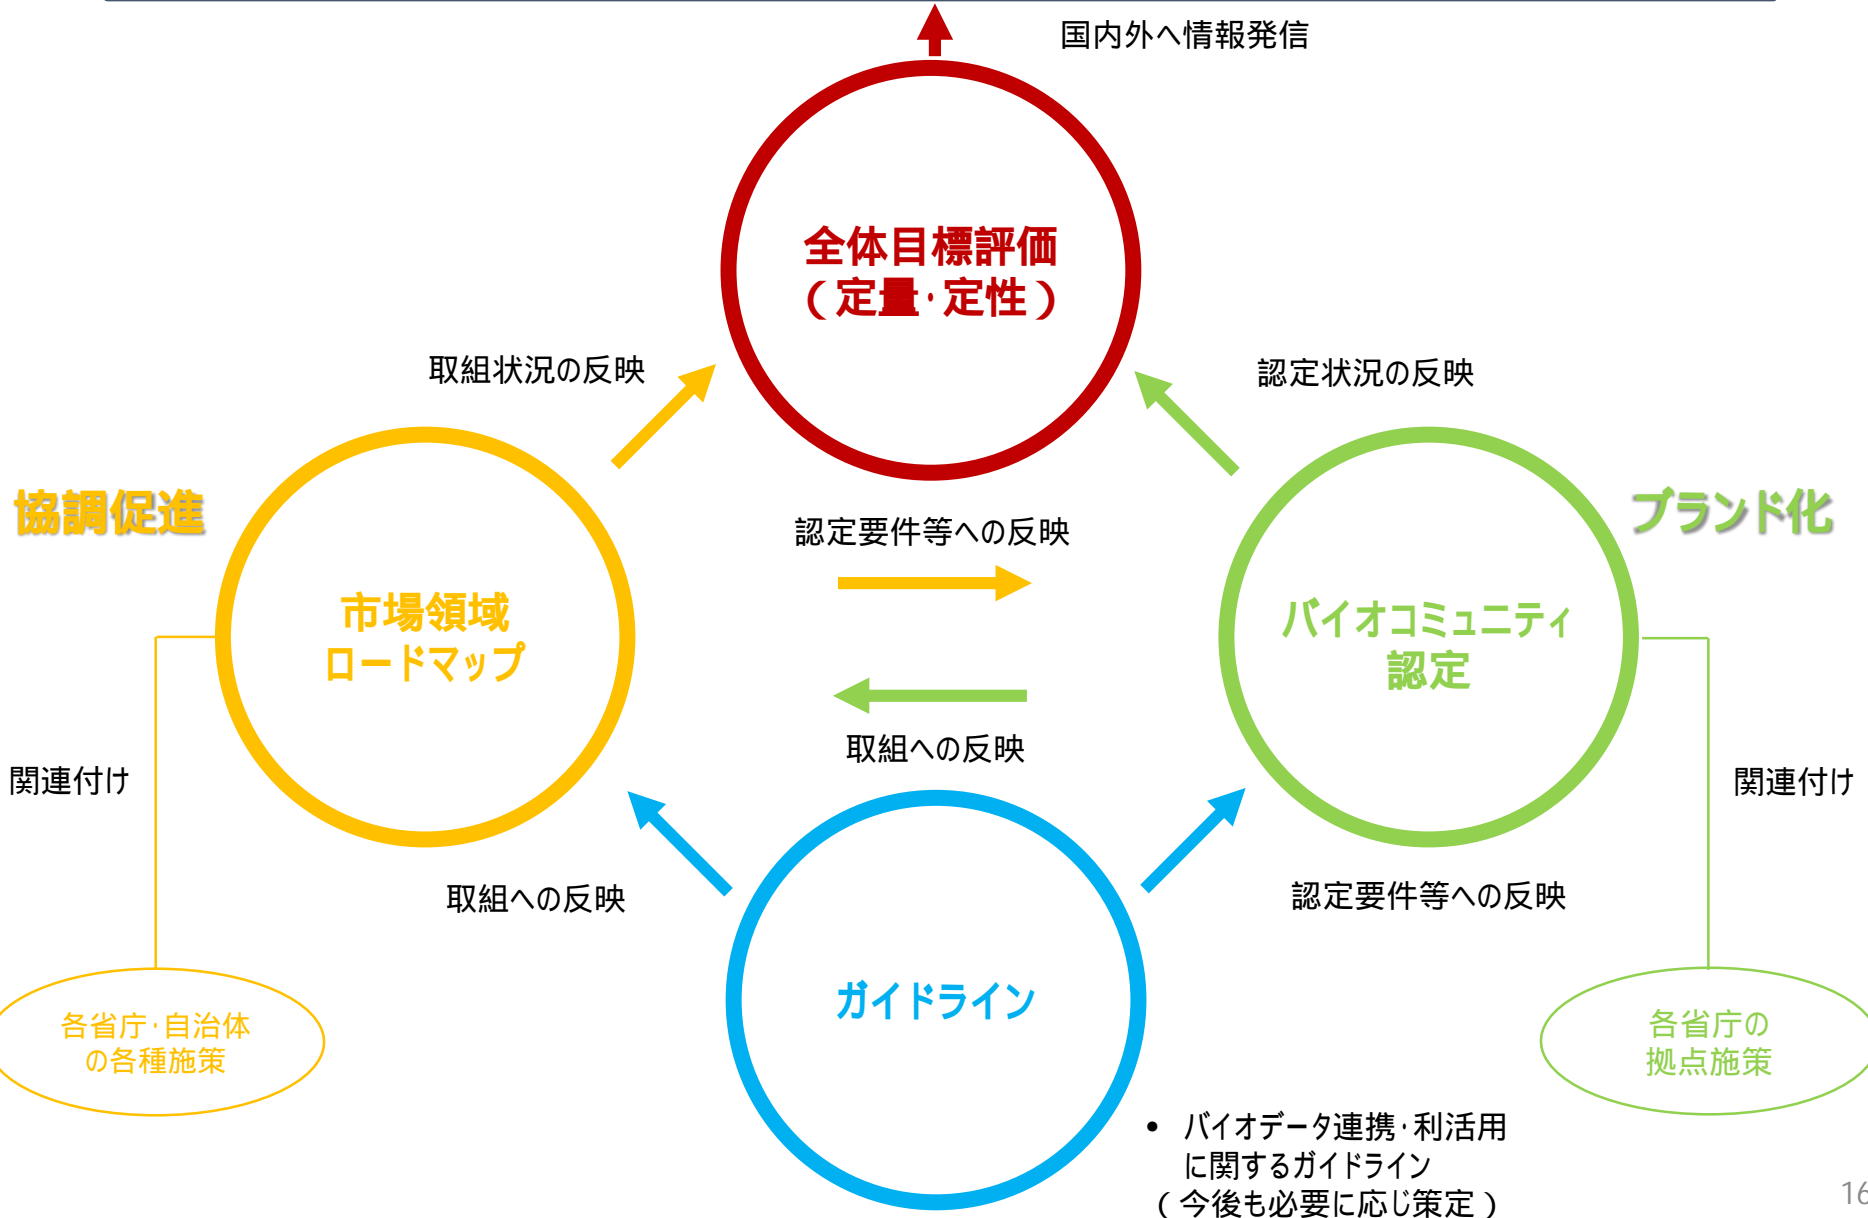 国内外へ情報発信
全体目標評価
（定量・定性）
取組状況の反映
認定状況の反映
協調促進
ブランド化
認定要件等への反映
市場領域
ロードマップ
バイオコミュニティ
認定
取組への反映
関連付け
関連付け
取組への反映
認定要件等への反映
ガイドライン
各省庁・自治体
の各種施策
各省庁の
拠点施策
• バイオデータ連携・利活用
に関するガイドライン
（今後も必要に応じ策定）
16